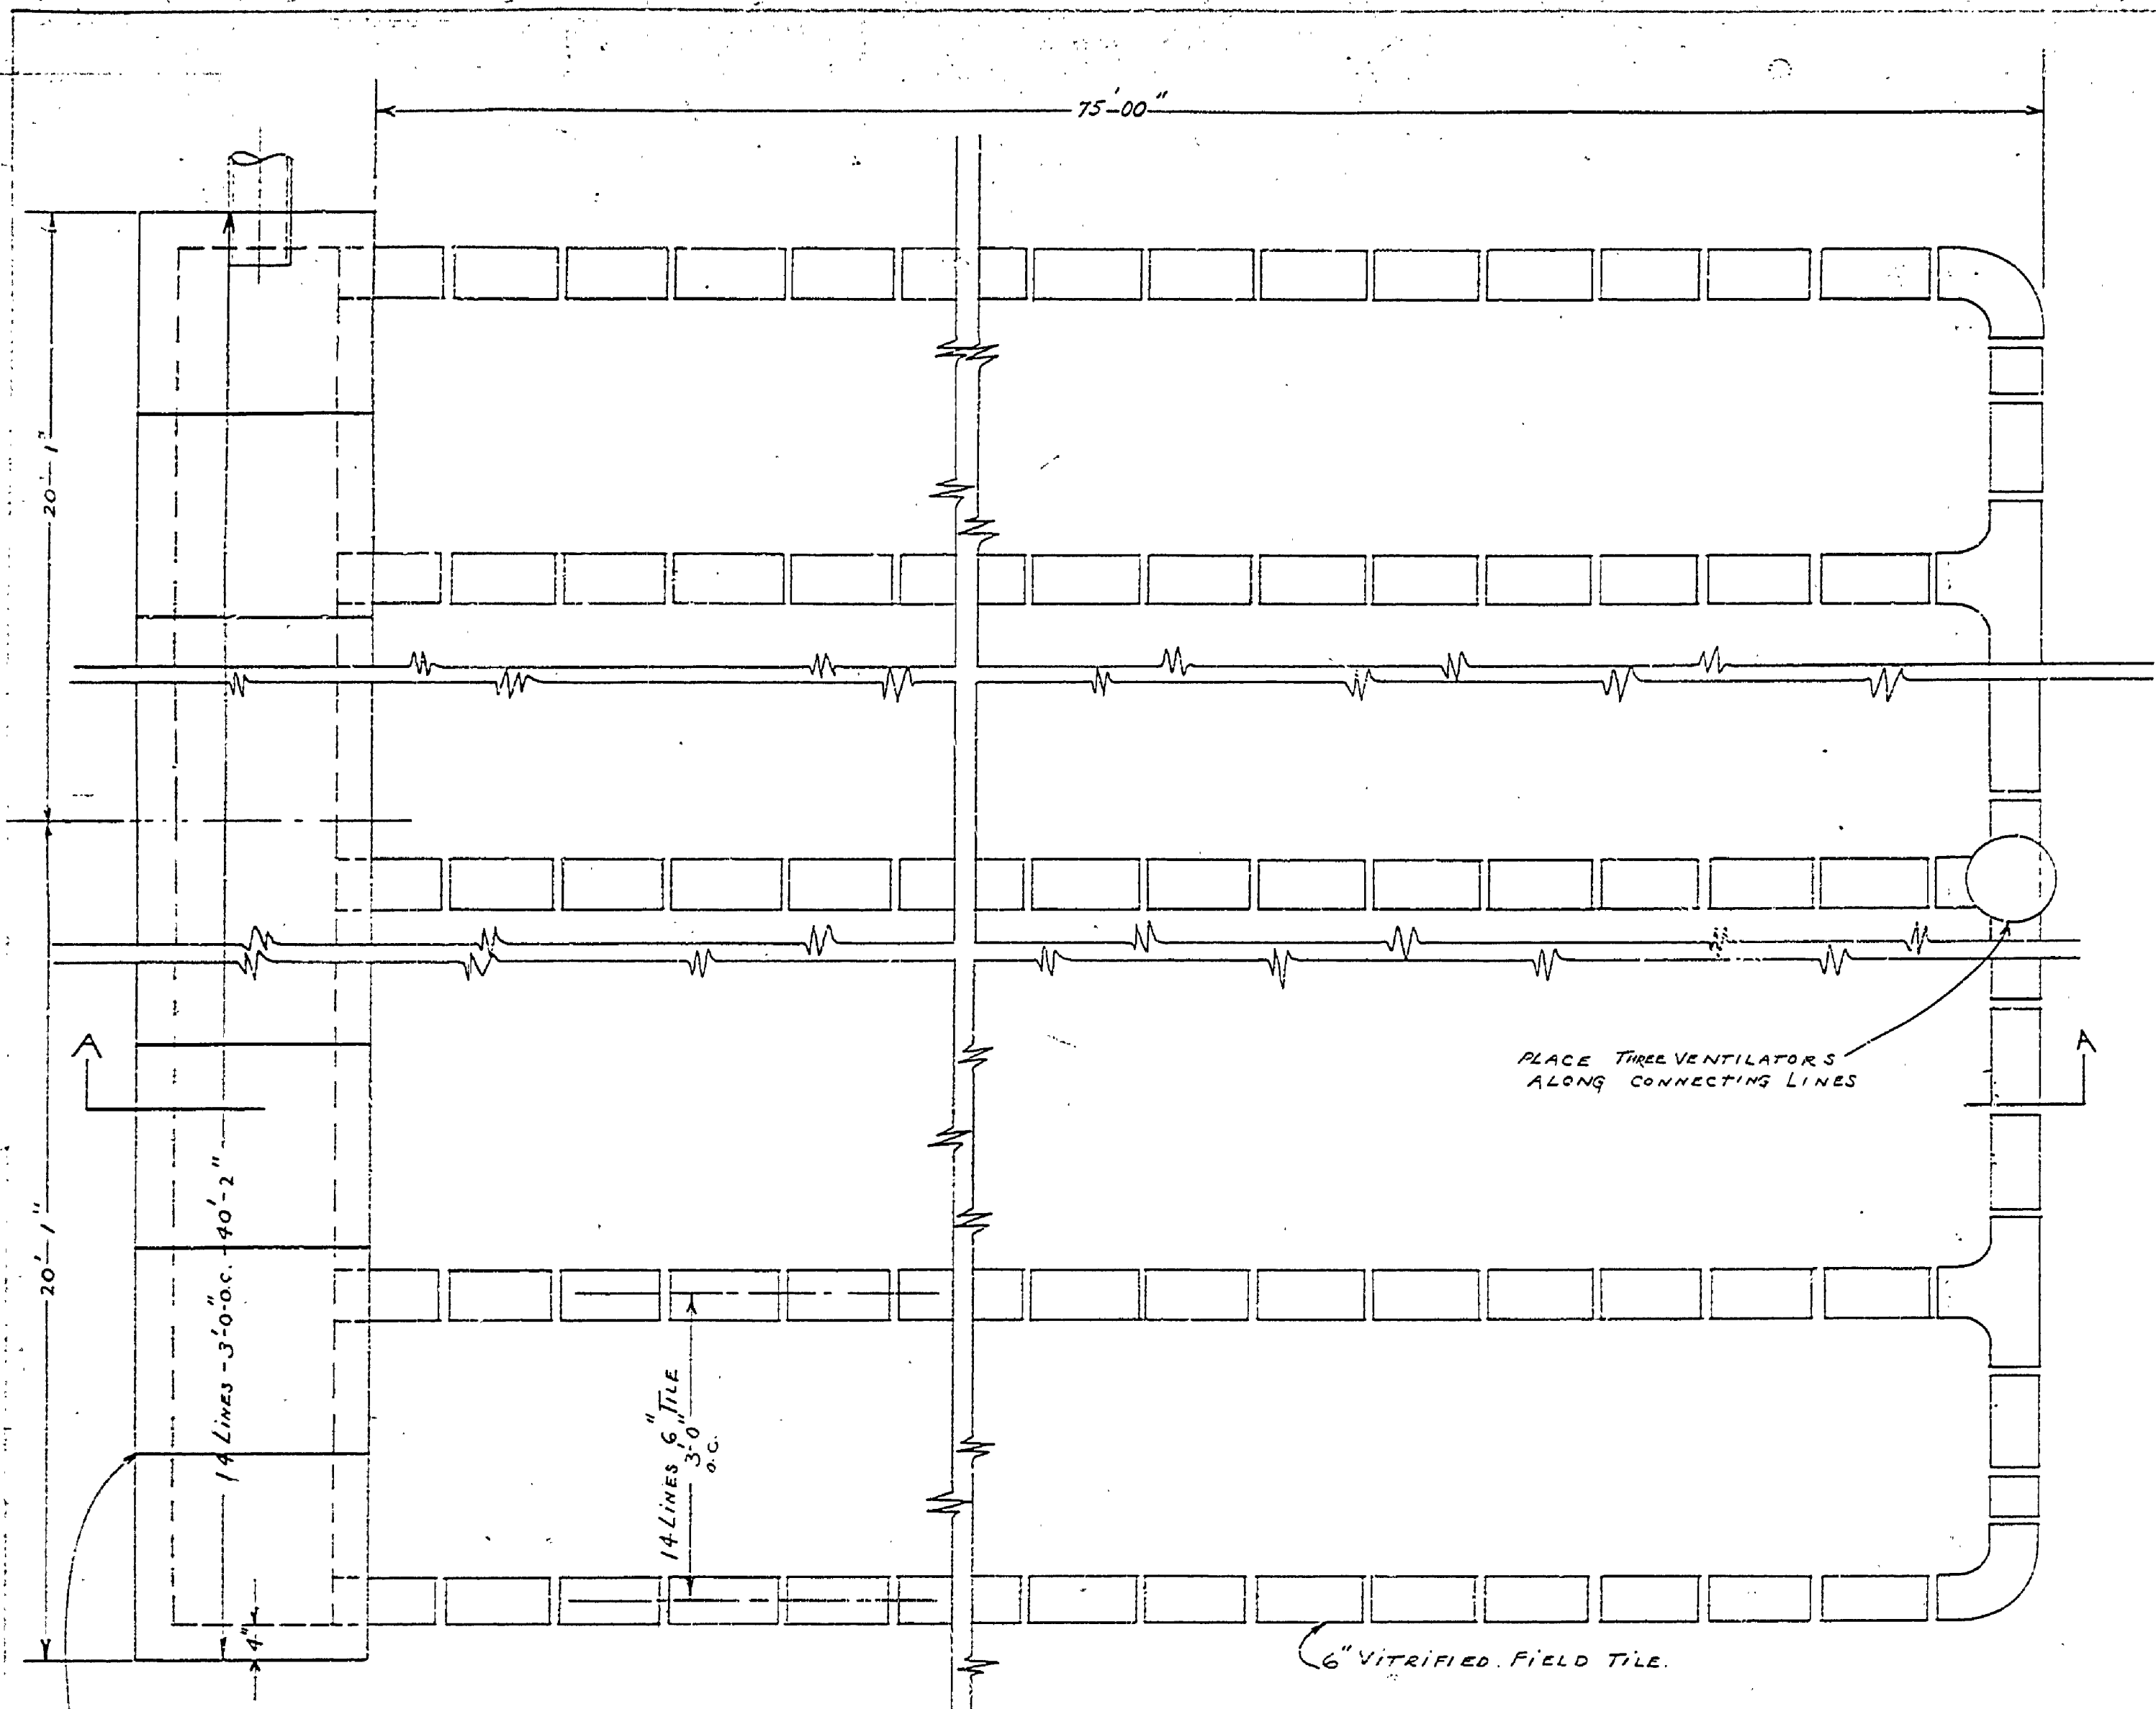 75'-00"
20'-1"
A
A
PLACE THREE VENTILATORS
ALONG CONNECTING LINES
20'-1"
14 LINES-3'-0"O.C. - 40'-2"
14 LINES 6" TILE
3'-0"
O.C.
4"
6" VITRIFIED. FIELD TILE.